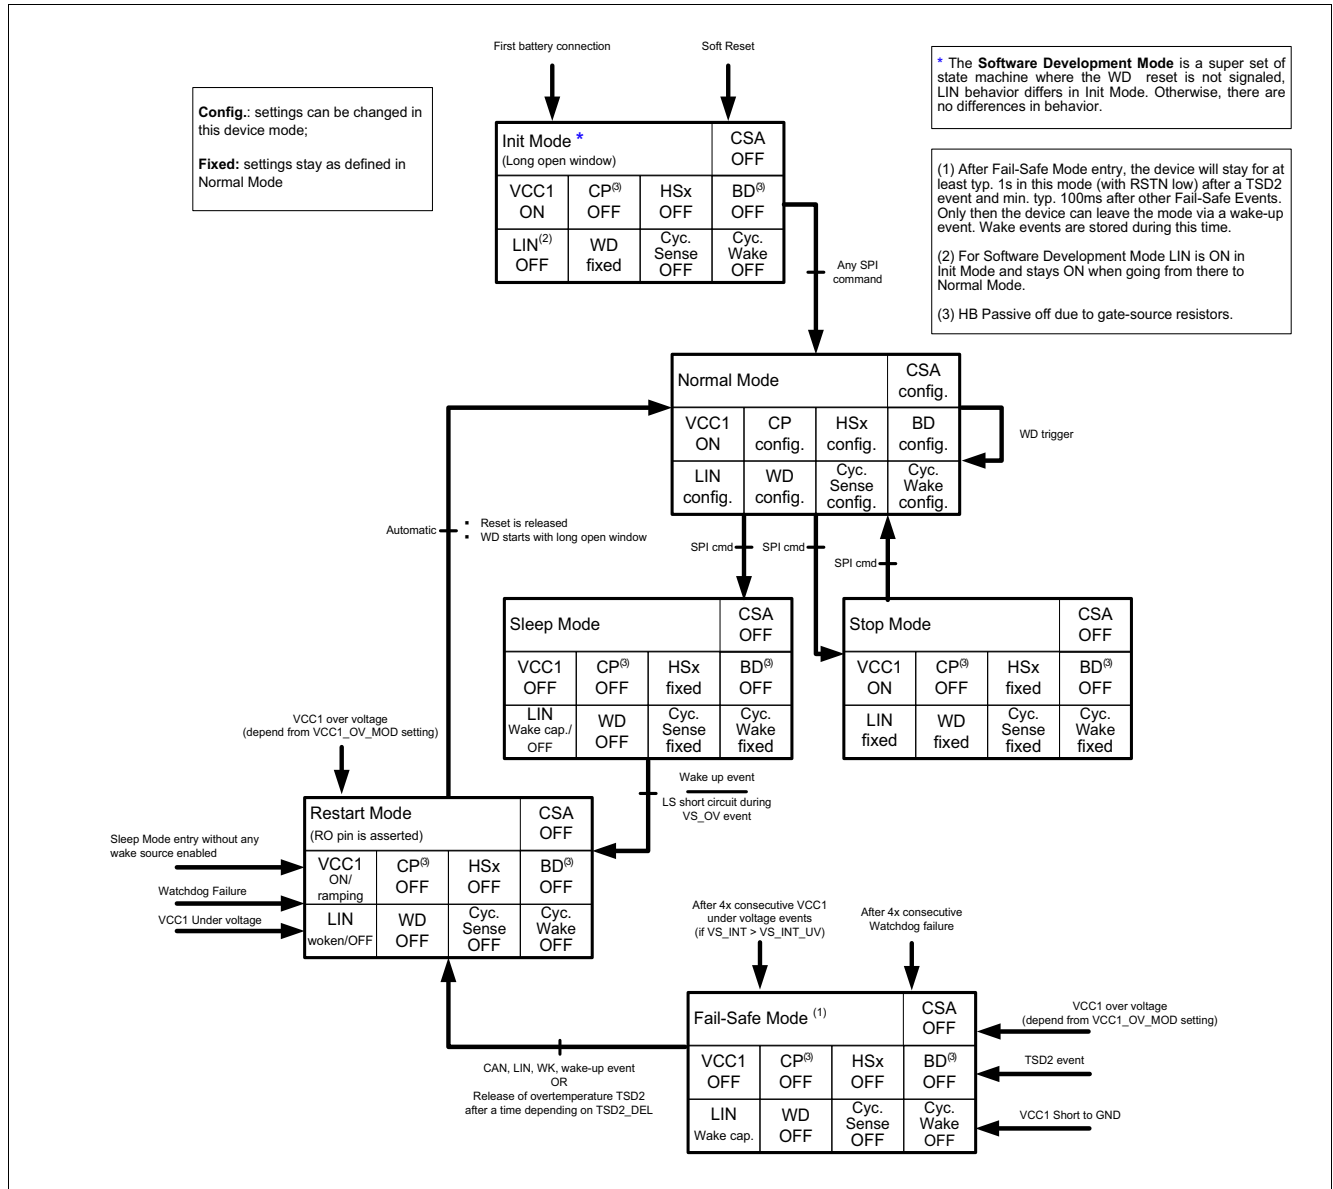 First battery connection
Soft Reset
Config.: settings can be changed in
this device mode;
Fixed: settings stay as defined in
Normal Mode
* The Software Development Mode is a super set of
state machine where the WD reset is not signaled,
LIN behavior differs in Init Mode. Otherwise, there are
no differences in behavior.
(1) After Fail-Safe Mode entry, the device will stay for at
least typ. 1s in this mode (with RSTN low) after a TSD2
event and min. typ. 100ms after other Fail-Safe Events.
Only then the device can leave the mode via a wake-up
event. Wake events are stored during this time.
(2) For Software Development Mode LIN is ON in
Init Mode and stays ON when going from there to
Normal Mode.
(3) HB Passive off due to gate-source resistors.
Init Mode *
(Long open window)
CSA
OFF
VCC1
ON
CP(3)
OFF
HSx
OFF
BD(3)
OFF
LIN(2)
OFF
WD
fixed
Cyc.
Sense
OFF
Cyc.
Wake
OFF
Any SPI
command
Normal Mode
CSA
config.
VCC1
ON
CP
config.
HSx
config.
BD
config.
LIN
config.
WD
config.
Cyc.
Sense
config.
Cyc.
Wake
config.
WD trigger
Automatic
▪ Reset is released
▪ WD starts with long open window
SPI cmd
SPI cmd
SPI cmd
Sleep Mode
CSA
OFF
VCC1
OFF
CP(3)
OFF
HSx
fixed
BD(3)
OFF
LIN
Wake cap./
OFF
WD
OFF
Cyc.
Sense
fixed
Cyc.
Wake
fixed
Stop Mode
CSA
OFF
VCC1
ON
CP(3)
OFF
HSx
fixed
BD(3)
OFF
LIN
fixed
WD
fixed
Cyc.
Sense
fixed
Cyc.
Wake
fixed
VCC1 over voltage
(depend from VCC1_OV_MOD setting)
Wake up event
LS short circuit during
VS_OV event
Restart Mode
(RO pin is asserted)
CSA
OFF
VCC1
ON/
ramping
CP(3)
OFF
HSx
OFF
BD(3)
OFF
LIN
woken/OFF
WD
OFF
Cyc.
Sense
OFF
Cyc.
Wake
OFF
Sleep Mode entry without any
wake source enabled
Watchdog Failure
VCC1 Under voltage
After 4x consecutive VCC1
under voltage events
(if VS_INT > VS_INT_UV)
After 4x consecutive
Watchdog failure
Fail-Safe Mode (1)
CSA
OFF
VCC1
OFF
CP(3)
OFF
HSx
OFF
BD(3)
OFF
LIN
Wake cap.
WD
OFF
Cyc.
Sense
OFF
Cyc.
Wake
OFF
VCC1 over voltage
(depend from VCC1_OV_MOD setting)
TSD2 event
VCC1 Short to GND
CAN, LIN, WK, wake-up event
OR
Release of overtemperature TSD2
after a time depending on TSD2_DEL